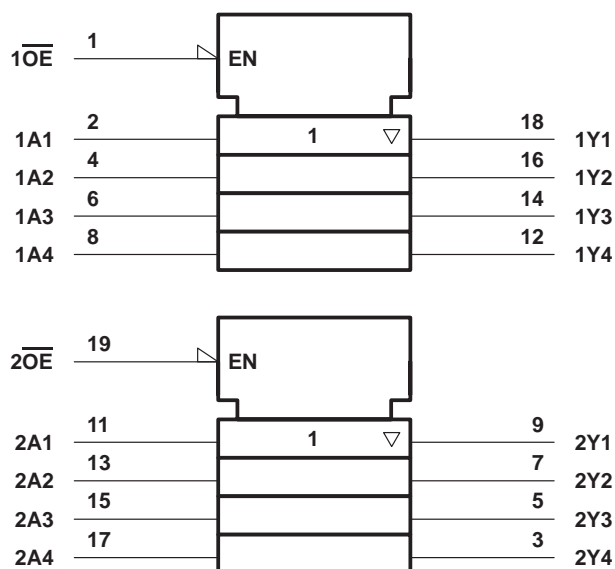 1O̅E̅ 1 EN
1A1 2 1 ▽ 18 1Y1
1A2 4 16 1Y2
1A3 6 14 1Y3
1A4 8 12 1Y4
2O̅E̅ 19 EN
2A1 11 1 ▽ 9 2Y1
2A2 13 7 2Y2
2A3 15 5 2Y3
2A4 17 3 2Y4